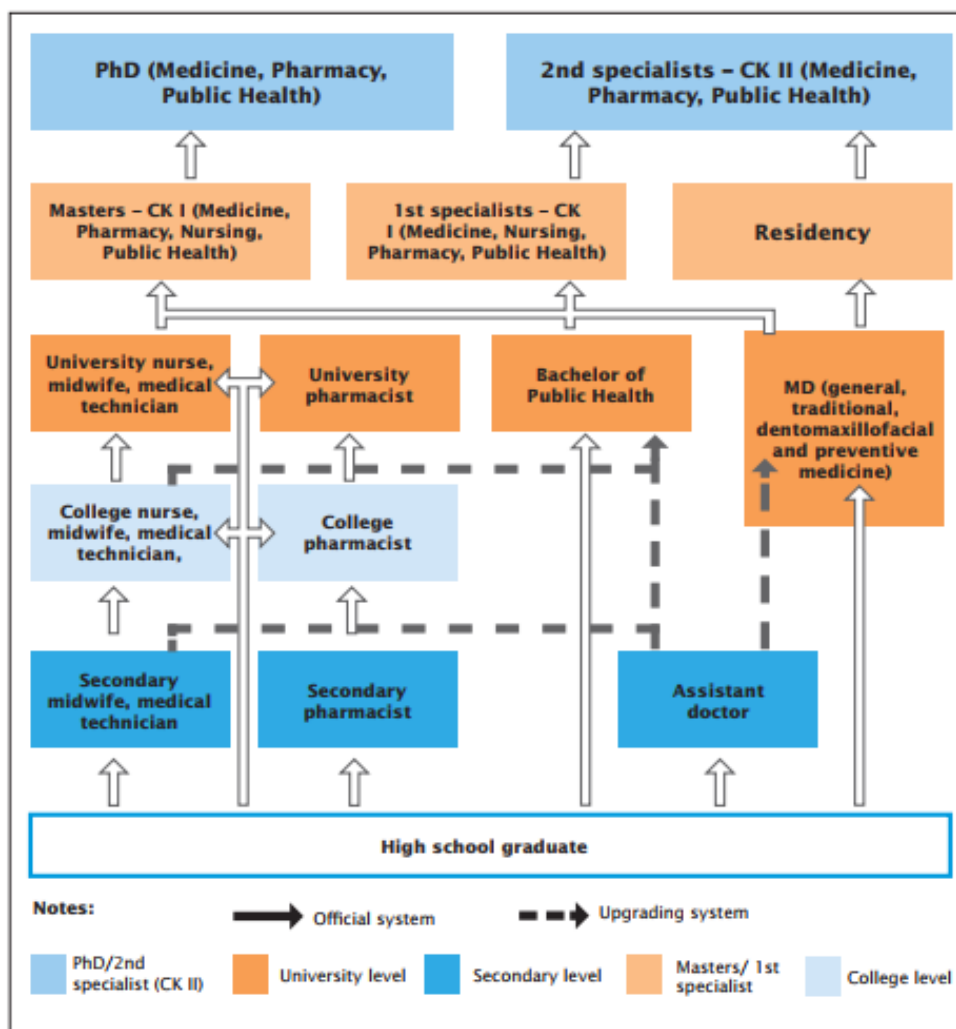 PhD (Medicine, Pharmacy,
Public Health)
2nd specialists – CK II (Medicine,
Pharmacy, Public Health)
Masters – CK I (Medicine,
Pharmacy, Nursing,
Public Health)
1st specialists – CK
I (Medicine, Nursing,
Pharmacy, Public Health)
Residency
University nurse,
midwife, medical
technician
University
pharmacist
Bachelor of
Public Health
MD (general,
traditional,
dentomaxillofacial
and preventive
medicine)
College nurse,
midwife, medical
technician,
College
pharmacist
Secondary
midwife, medical
technician
Secondary
pharmacist
Assistant
doctor
High school graduate
Notes:
Official system
Upgrading system
PhD/2nd
specialist (CK II)
University level
Secondary level
Masters/ 1st
specialist
College level